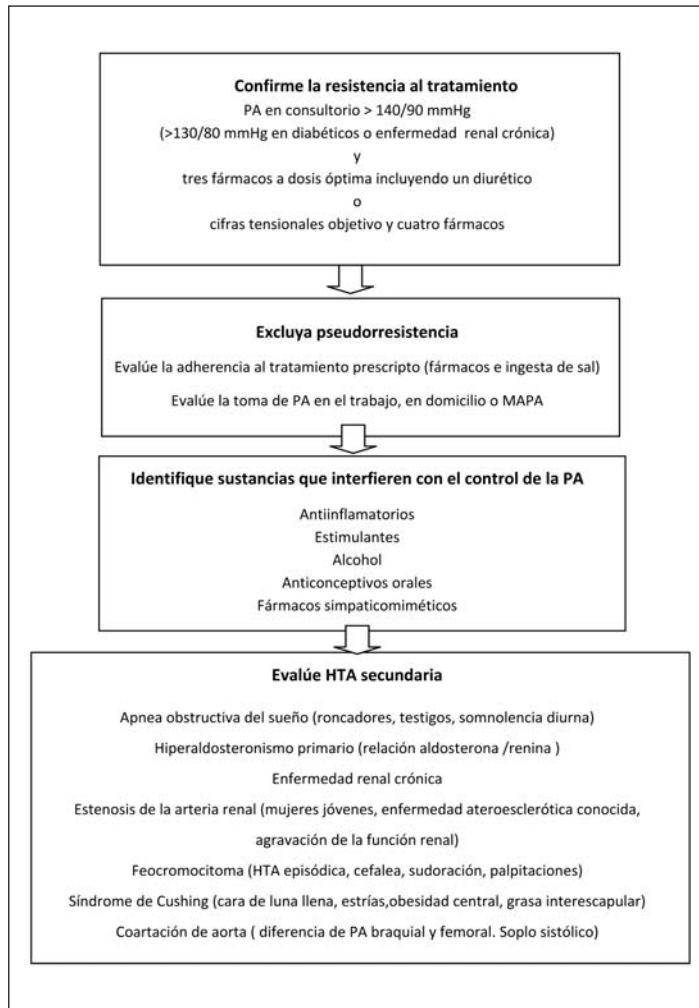 Confirme la resistencia al tratamiento
PA en consultorio > 140/90 mmHg
(>130/80 mmHg en diabéticos o enfermedad renal crónica)
y
tres fármacos a dosis óptima incluyendo un diurético
o
cifras tensionales objetivo y cuatro fármacos
Excluya pseudorresistencia
Evalúe la adherencia al tratamiento prescripto (fármacos e ingesta de sal)
Evalúe la toma de PA en el trabajo, en domicilio o MAPA
Identifique sustancias que interfieren con el control de la PA
Antiinflamatorios
Estimulantes
Alcohol
Anticonceptivos orales
Fármacos simpaticomiméticos
Evalúe HTA secundaria
Apnea obstructiva del sueño (roncadores, testigos, somnolencia diurna)
Hiperaldosteronismo primario (relación aldosterona /renina )
Enfermedad renal crónica
Estenosis de la arteria renal (mujeres jóvenes, enfermedad ateroesclerótica conocida,
agravación de la función renal)
Feocromocitoma (HTA episódica, cefalea, sudoración, palpitaciones)
Síndrome de Cushing (cara de luna llena, estrías,obesidad central, grasa interescapular)
Coartación de aorta ( diferencia de PA braquial y femoral. Soplo sistólico)